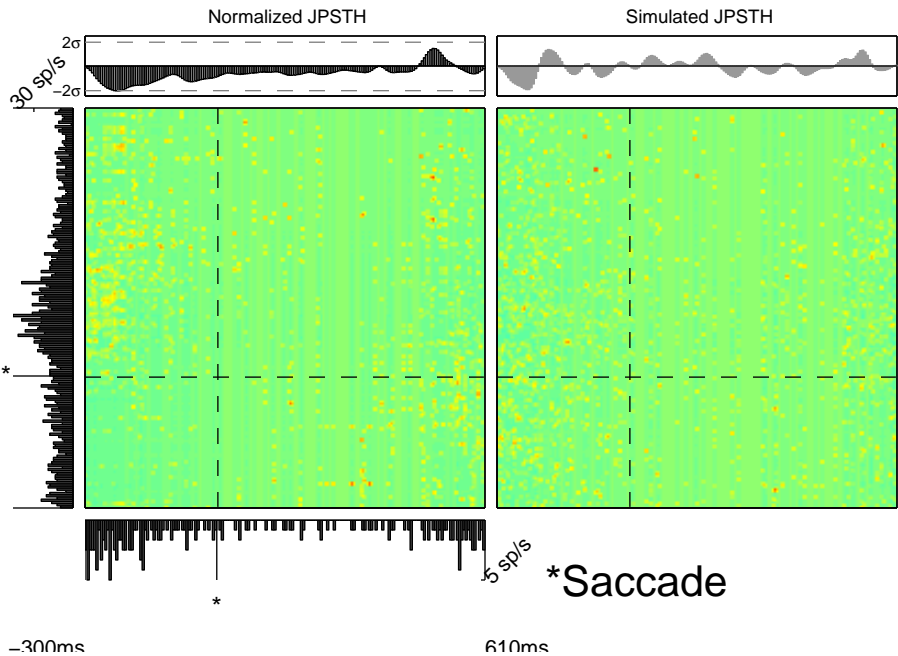 Normalized JPSTH
Simulated JPSTH
2σ
−2σ
30 sp/s
*
5 sp/s
*Saccade
*
−300ms
610ms